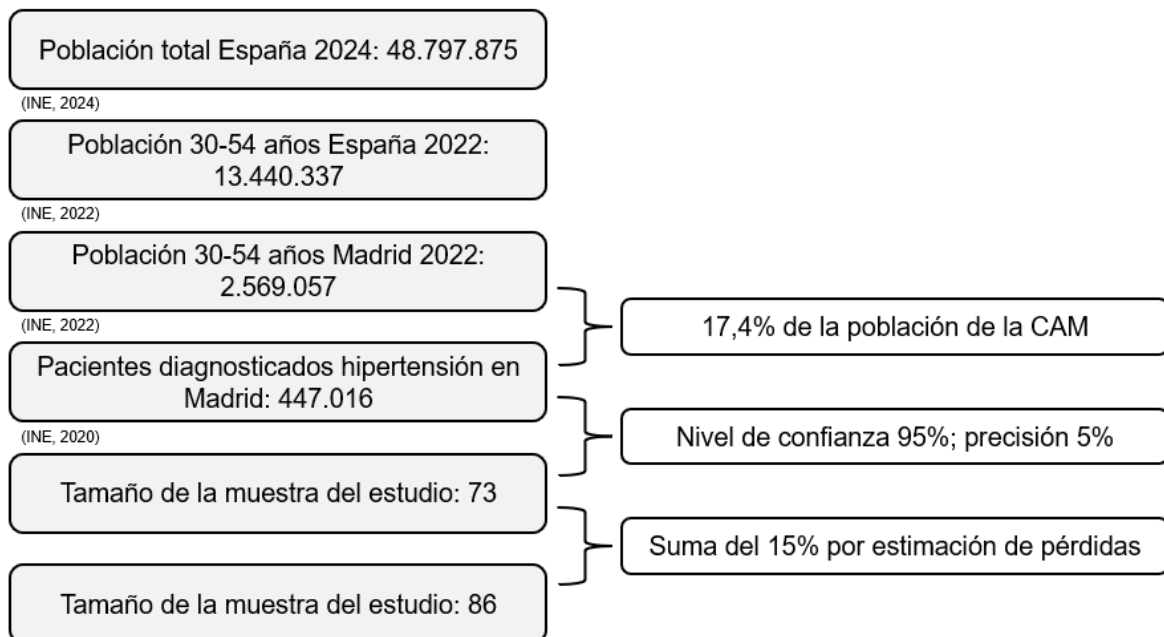 Población total España 2024: 48.797.875
(INE, 2024)
Población 30-54 años España 2022:
13.440.337
(INE, 2022)
Población 30-54 años Madrid 2022:
2.569.057
(INE, 2022)
17,4% de la población de la CAM
Pacientes diagnosticados hipertensión en
Madrid: 447.016
(INE, 2020)
Nivel de confianza 95%; precisión 5%
Tamaño de la muestra del estudio: 73
Suma del 15% por estimación de pérdidas
Tamaño de la muestra del estudio: 86